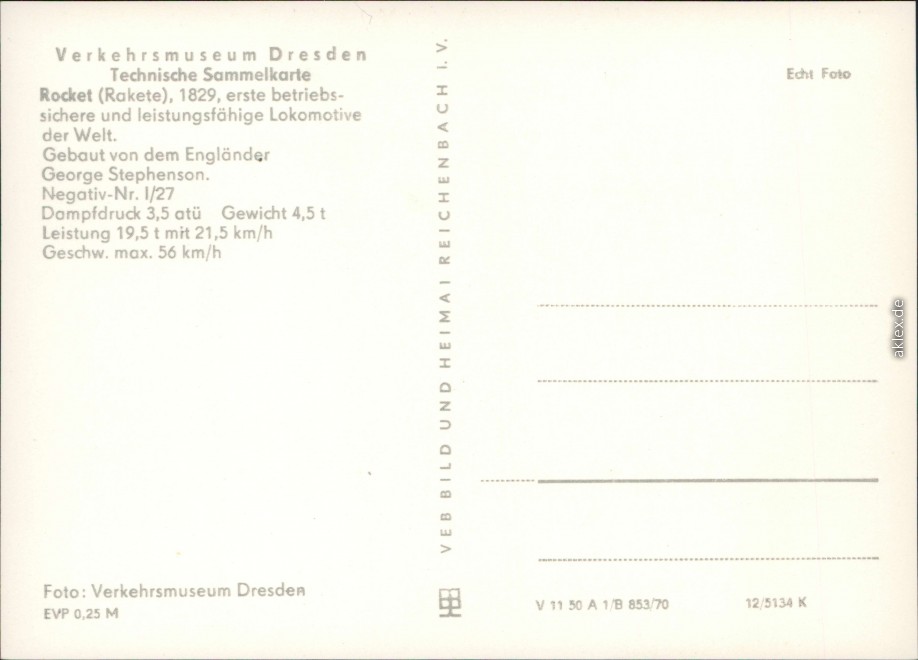 Verkehrsmuseum Dresden
Technische Sammelkarte
Rocket (Rakete), 1829, erste betriebs-
sichere und leistungsfähige Lokomotive
der Welt.
Gebaut von dem Engländer
George Stephenson.
Negativ-Nr. I/27
Dampfdruck 3,5 atü Gewicht 4,5 t
Leistung 19,5 t mit 21,5 km/h
Geschw. max. 56 km/h
Foto: Verkehrsmuseum Dresden
EVP 0,25 M
VEB BILD UND HEIMAT REICHENBACH I. V.
Echt Foto
V 11 50 A 1/B 853/70 12/5134 K
aklex.de